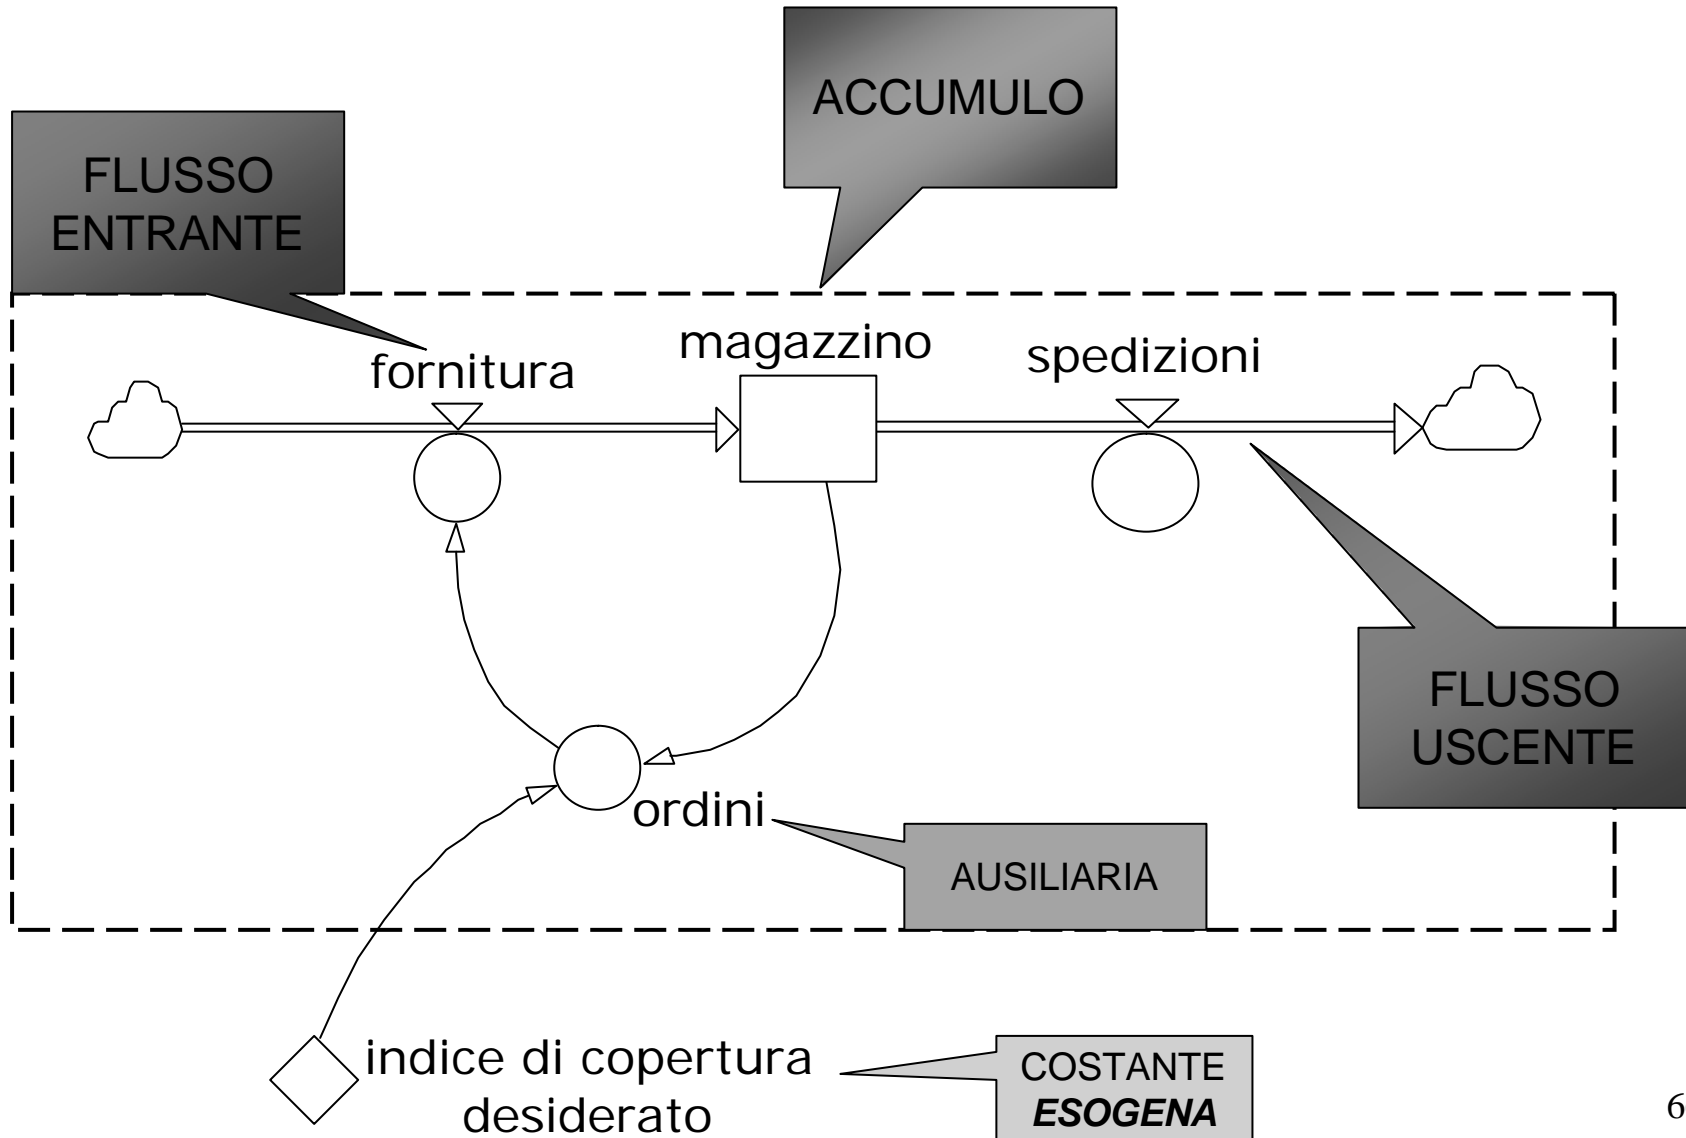 ACCUMULO
FLUSSO
ENTRANTE
magazzino
spedizioni
fornitura
FLUSSO
USCENTE
ordini
AUSILIARIA
indice di copertura
desiderato
COSTANTE
ESOGENA
6